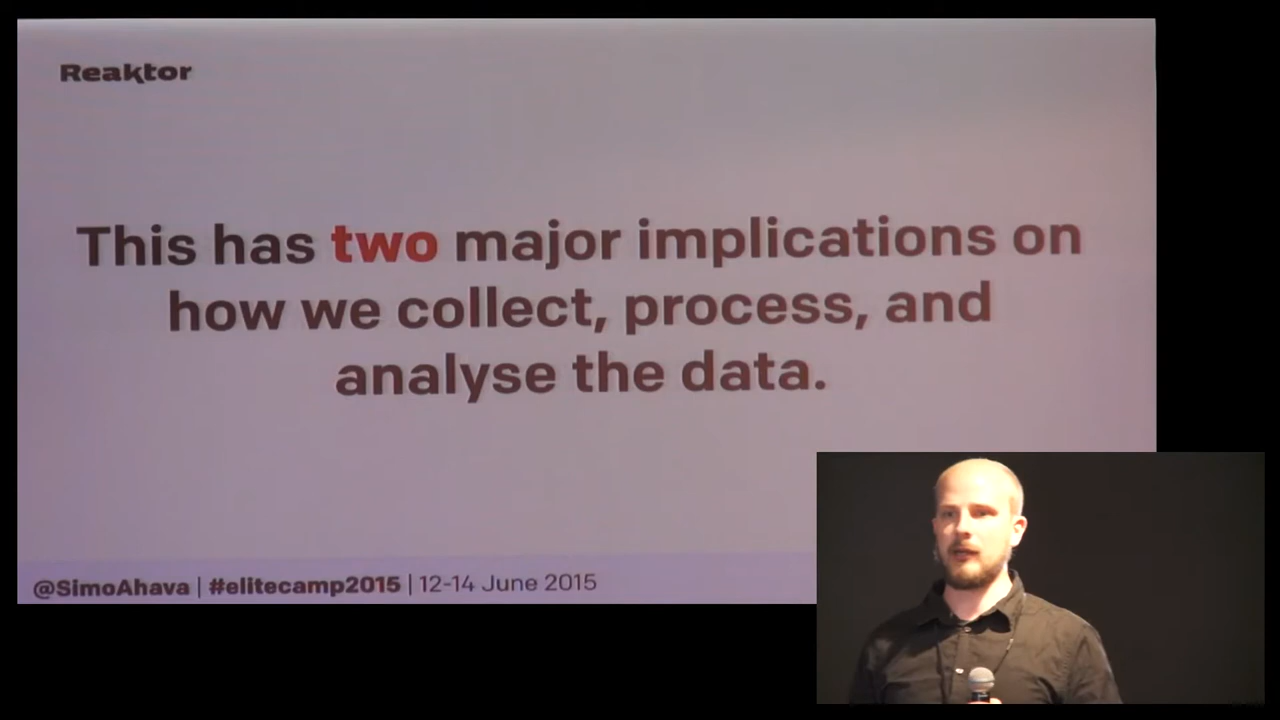 Reaktor
This has two major implications on
how we collect, process, and
analyse the data.
@SimoAhava | #elitecamp2015 | 12-14 June 2015